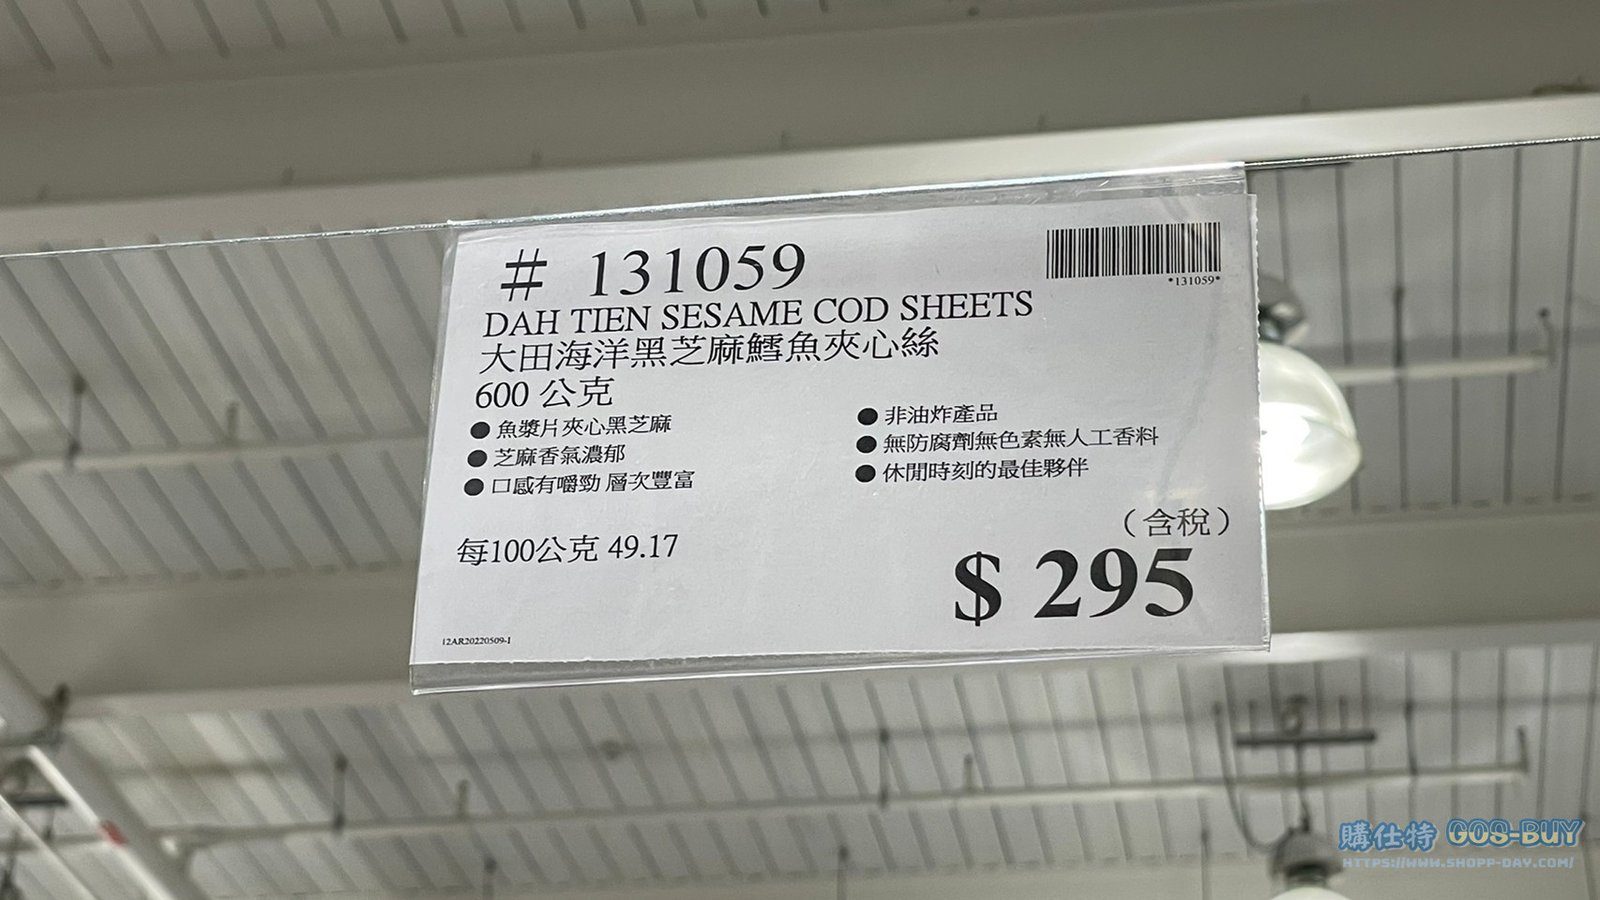 # 131059
*131059*
DAH TIEN SESAME COD SHEETS
大田海洋黑芝麻鱈魚夾心絲
600 公克
●魚漿片夾心黑芝麻
●芝麻香氣濃郁
●口感有嚼勁 層次豐富
●非油炸產品
●無防腐劑無色素無人工香料
●休閒時刻的最佳夥伴
每100公克 49.17
（含稅）
$ 295
12AR20220509-1
購仕特 GOS-BUY
HTTPS://WWW.SHOPP-DAY.COM/